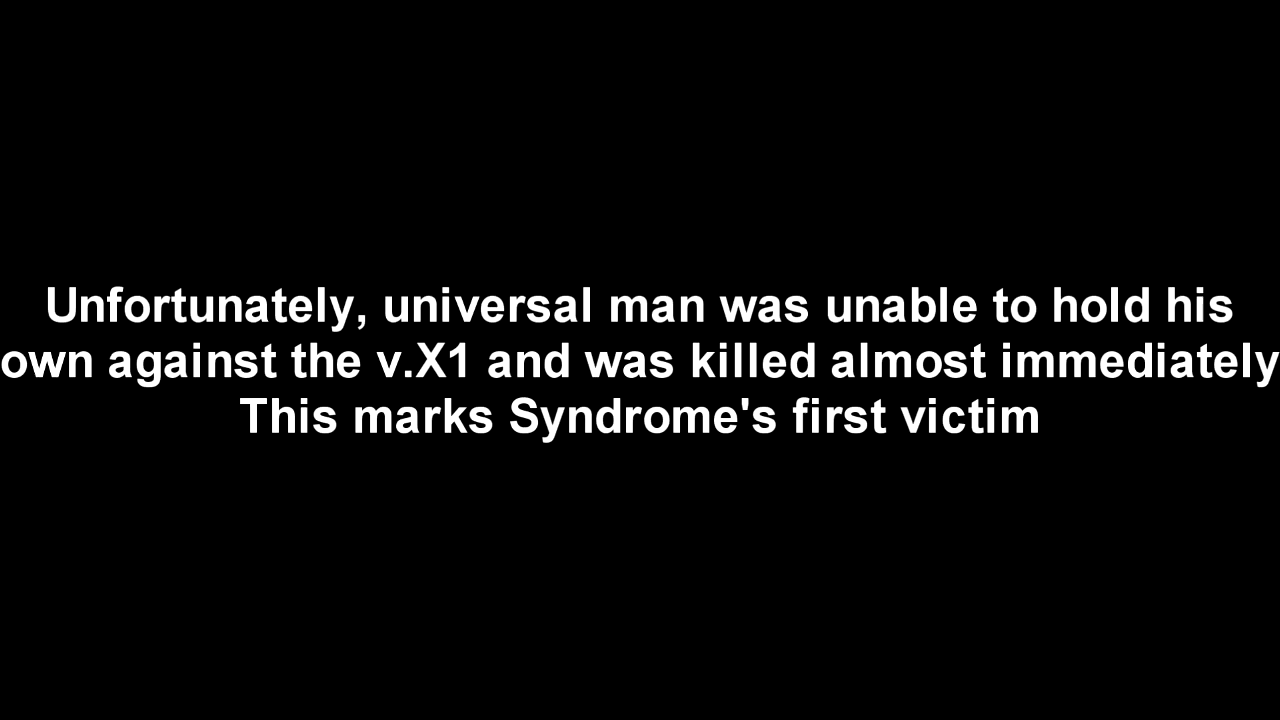 Unfortunately, universal man was unable to hold his
own against the v.X1 and was killed almost immediately
This marks Syndrome's first victim